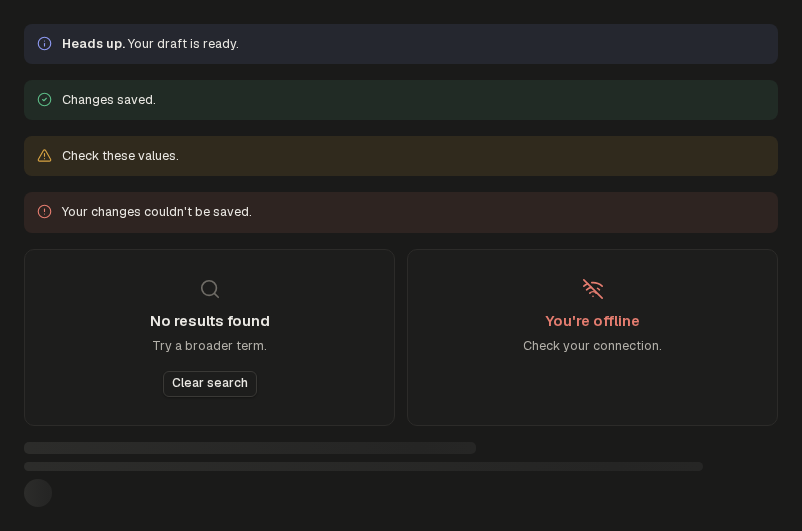 Heads up. Your draft is ready.
Changes saved.
Check these values.
Your changes couldn't be saved.
No results found
Try a broader term.
Clear search
You're offline
Check your connection.